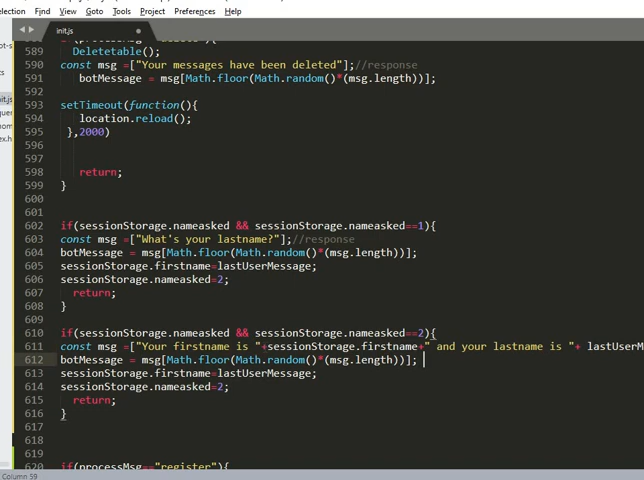 Find View Goto Tools Project Preferences Help
init.js
589 Deletetable();
590 const msg =["Your messages have been deleted"];//response
591 botMessage = msg[Math.floor(Math.random()*(msg.length))];
592
593 setTimeout(function(){
594 location.reload();
595 },2000)
596
597
598 return;
599 }
600
601
602 if(sessionStorage.nameasked && sessionStorage.nameasked==1){
603 const msg =["What's your lastname?"];//response
604 botMessage = msg[Math.floor(Math.random()*(msg.length))];
605 sessionStorage.firstname=lastUserMessage;
606 sessionStorage.nameasked=2;
607 return;
608 }
609
610 if(sessionStorage.nameasked && sessionStorage.nameasked==2){
611 const msg =["Your firstname is "+sessionStorage.firstname+" and your lastname is "+ lastUserM
612 botMessage = msg[Math.floor(Math.random()*(msg.length))];
613 sessionStorage.firstname=lastUserMessage;
614 sessionStorage.nameasked=2;
615 return;
616 }
617
618
619
620 if(processMsg=="register"){
Column 59